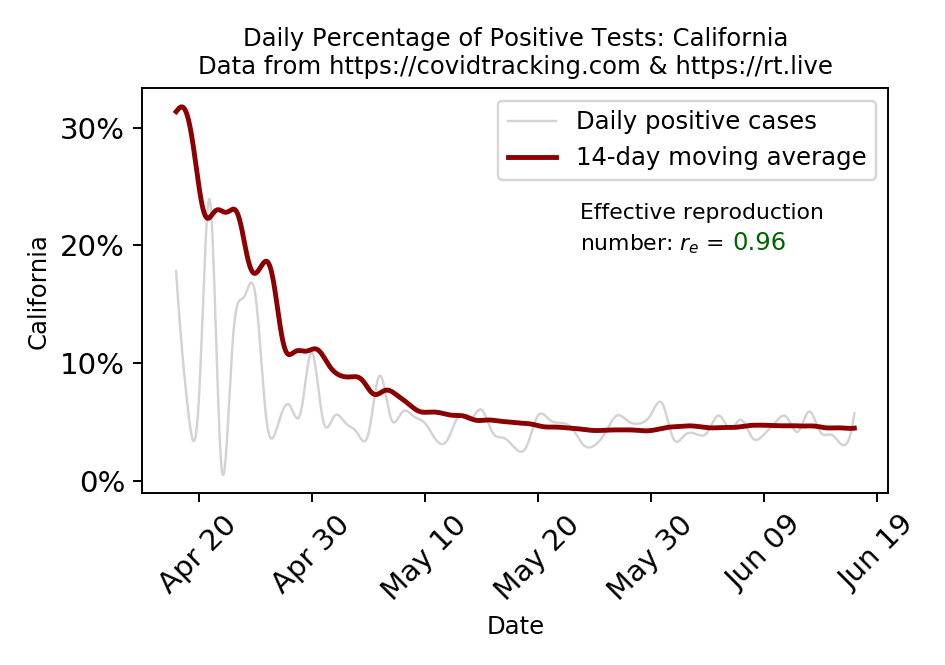 Daily Percentage of Positive Tests: California
Data from https://covidtracking.com & https://rt.live
30%
20%
10%
0%
California
Daily positive cases
14-day moving average
Effective reproduction
number: rₑ = 0.96
Apr 20
Apr 30
May 10
May 20
May 30
Jun 09
Jun 19
Date